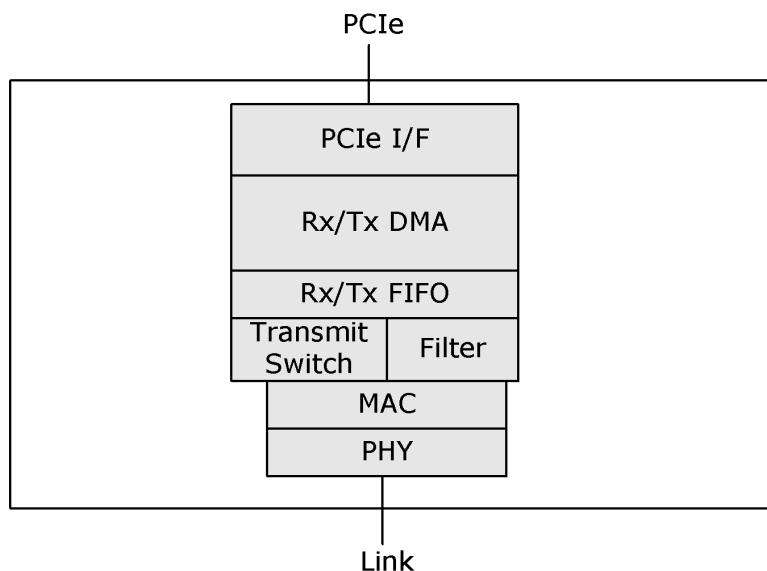 PCIe
PCIe I/F
Rx/Tx DMA
Rx/Tx FIFO
Transmit
Switch
Filter
MAC
PHY
Link